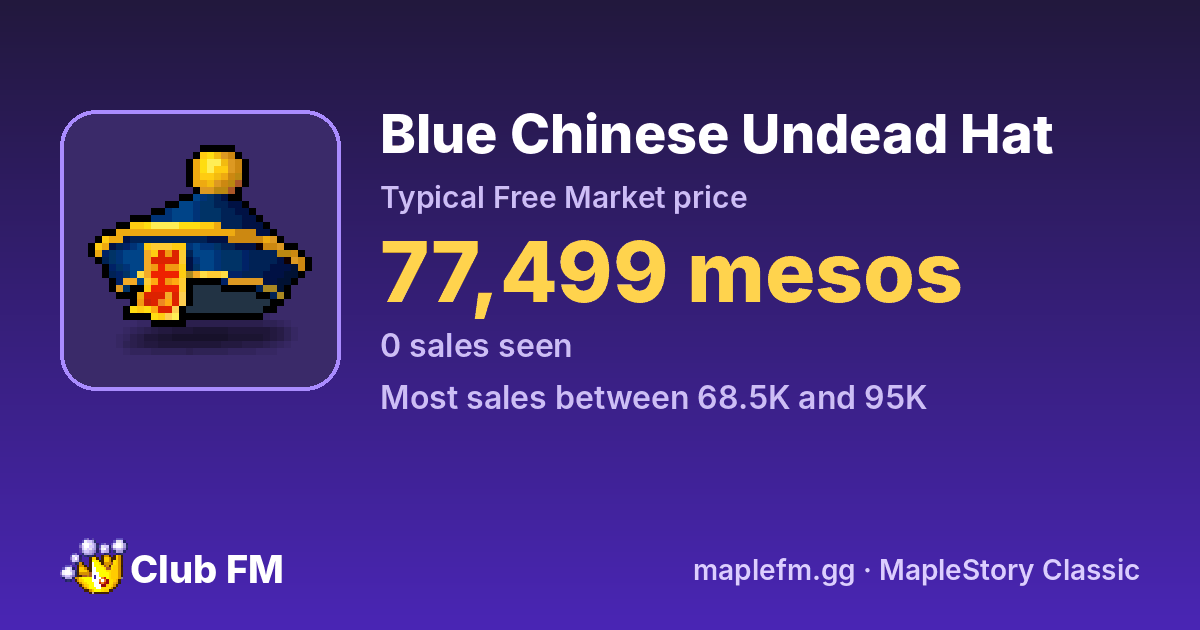 Blue Chinese Undead Hat
Typical Free Market price
77,499 mesos
0 sales seen
Most sales between 68.5K and 95K
Club FM
maplefm.gg · MapleStory Classic